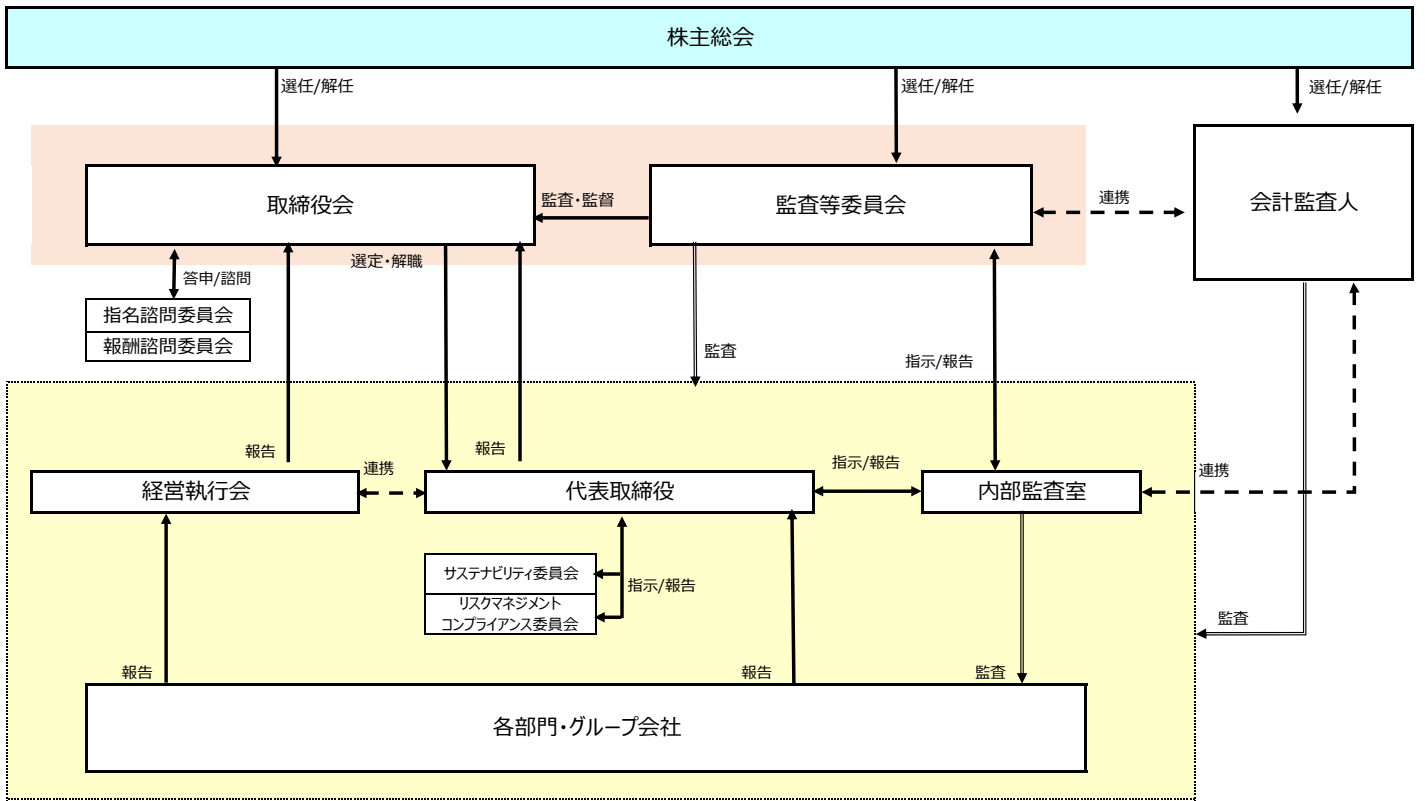 株主総会
選任/解任
選任/解任
選任/解任
取締役会
監査・監督
監査等委員会
連携
会計監査人
選定・解職
答申/諮問
指名諮問委員会
報酬諮問委員会
監査
指示/報告
報告
報告
連携
指示/報告
連携
経営執行会
代表取締役
内部監査室
サステナビリティ委員会
指示/報告
リスクマネジメント
コンプライアンス委員会
監査
報告
報告
監査
各部門・グループ会社